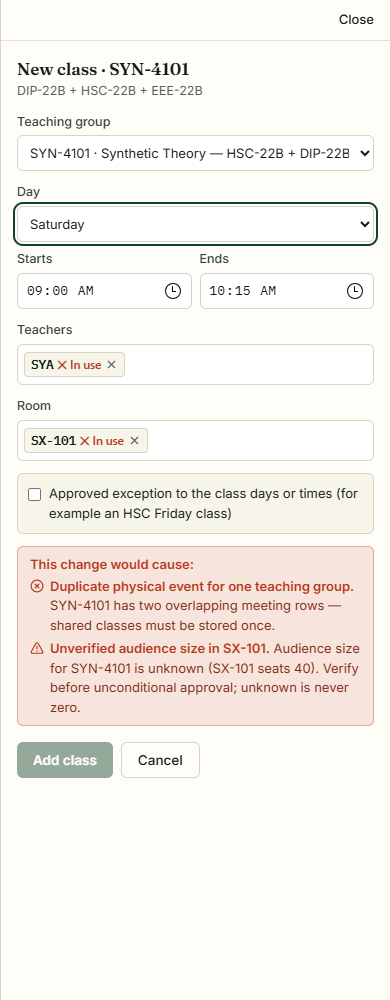 Close
New class · SYN-4101
DIP-22B + HSC-22B + EEE-22B
Teaching group
SYN-4101 · Synthetic Theory — HSC-22B + DIP-22B
Day
Saturday
Starts
Ends
09:00 AM
10:15 AM
Teachers
SYA × In use ×
Room
SX-101 × In use ×
Approved exception to the class days or times (for
example an HSC Friday class)
This change would cause:
Duplicate physical event for one teaching group.
SYN-4101 has two overlapping meeting rows —
shared classes must be stored once.
Unverified audience size in SX-101. Audience size
for SYN-4101 is unknown (SX-101 seats 40). Verify
before unconditional approval; unknown is never
zero.
Add class
Cancel